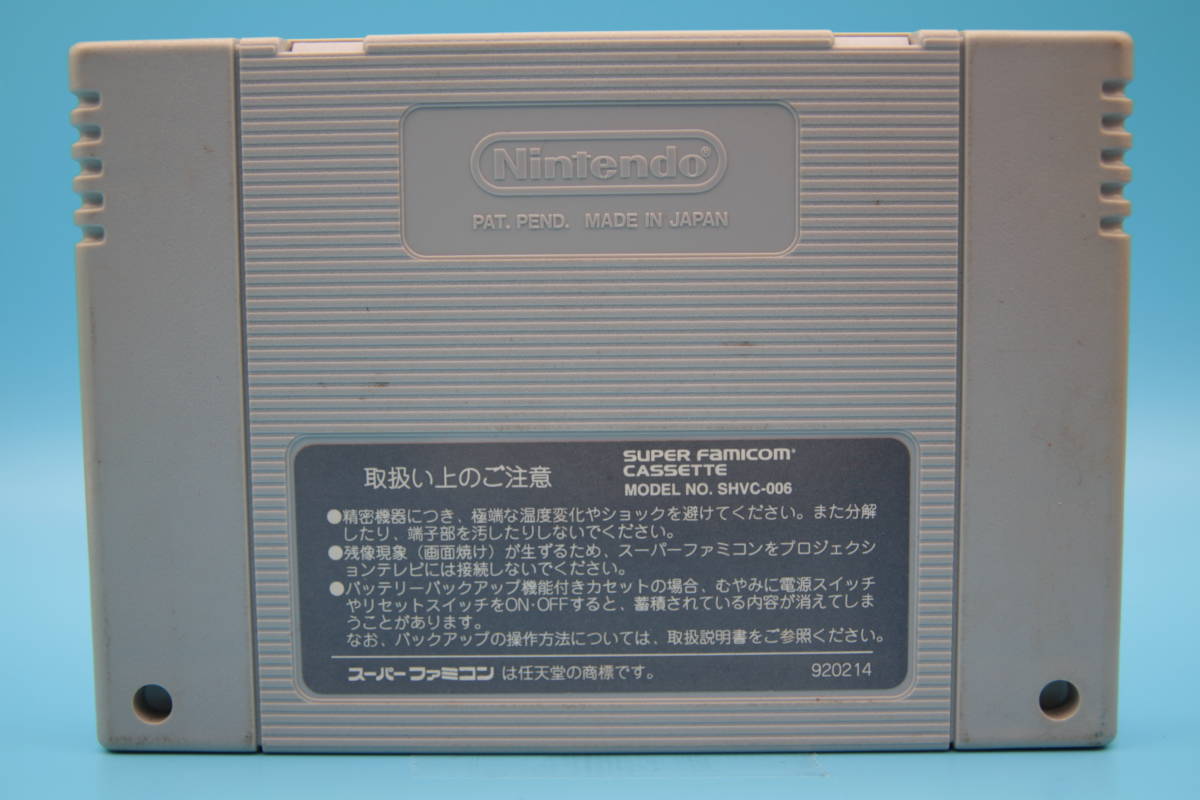 Nintendo®
PAT. PEND. MADE IN JAPAN
取扱い上のご注意
SUPER FAMICOM
CASSETTE
MODEL NO. SHVC-006
●精密機器につき、極端な温度変化やショックを避けてください。また分解
したり、端子部を汚したりしないでください。
●残像現象（画面焼け）が生ずるため、スーパーファミコンをプロジェクシ
ョンテレビには接続しないでください。
●バッテリーバックアップ機能付きカセットの場合、むやみに電源スイッチ
やリセットスイッチをON·OFFすると、蓄積されている内容が消えてしま
うことがあります。
なお、バックアップの操作方法については、取扱説明書をご参照ください。
スーパーファミコン は任天堂の商標です。 920214